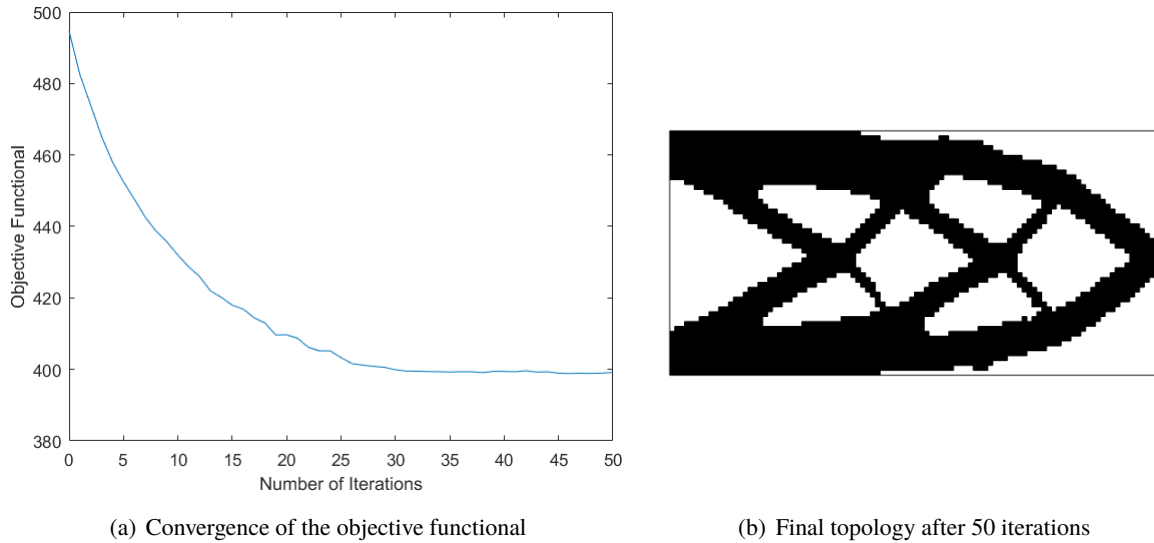 500
480
460
440
420
400
380
Objective Functional
0 5 10 15 20 25 30 35 40 45 50
Number of Iterations
(a) Convergence of the objective functional
(b) Final topology after 50 iterations